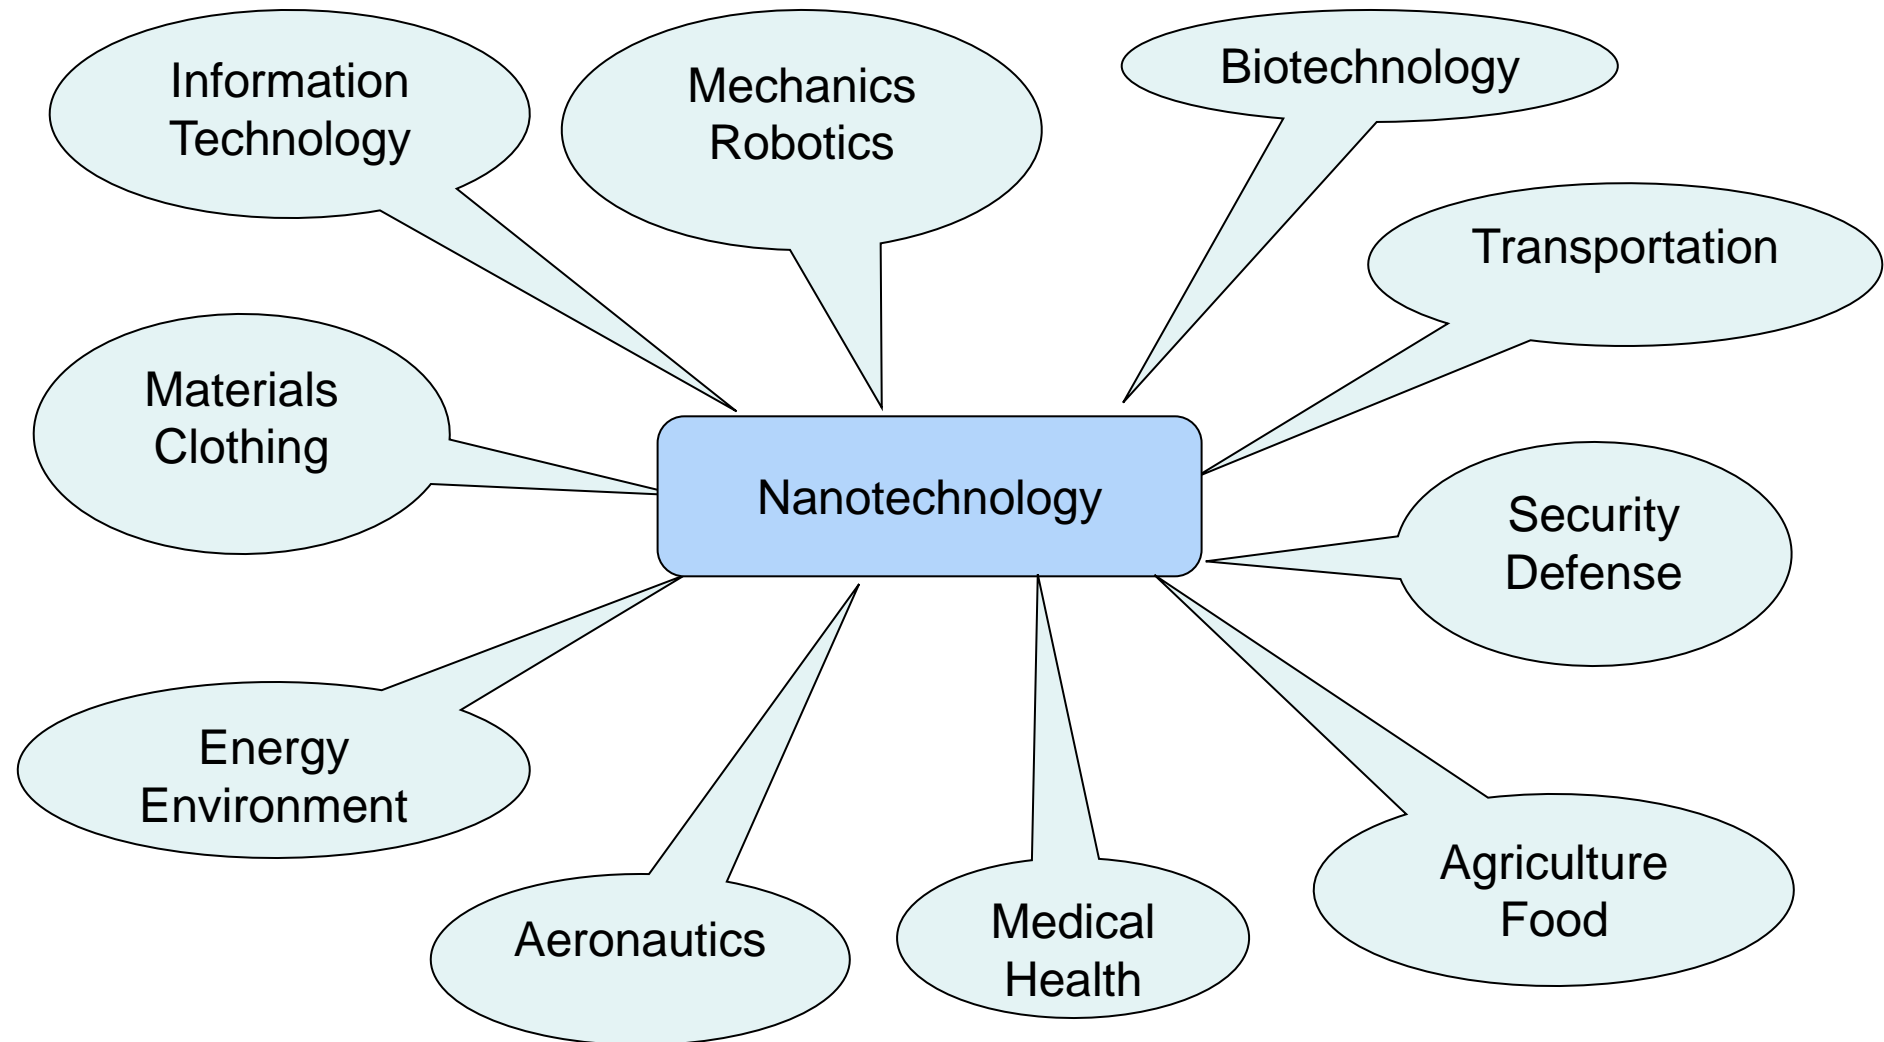 Information
Technology
Mechanics
Robotics
Biotechnology
Transportation
Materials
Clothing
Nanotechnology
Security
Defense
Energy
Environment
Aeronautics
Medical
Health
Agriculture
Food